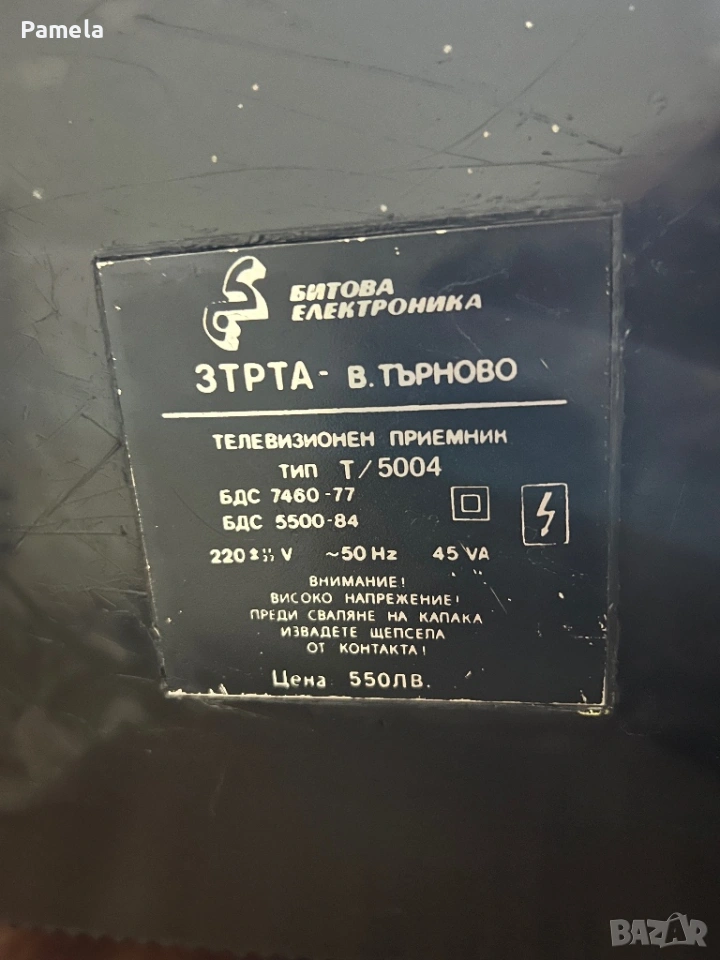 Pamela
БИТОВА
ЕЛЕКТРОНИКА
ЗТРТА - В. ТЪРНОВО
ТЕЛЕВИЗИОНЕН ПРИЕМНИК
ТИП Т/5004
БДС 7460-77
БДС 5500-84
220 V ~50 Hz 45 VA
ВНИМАНИЕ!
ВИСОКО НАПРЕЖЕНИЕ!
ПРЕДИ СВАЛЯНЕ НА КАПАКА
ИЗВАДЕТЕ ЩЕПСЕЛА
ОТ КОНТАКТА!
Цена 550ЛВ.
BAZAR